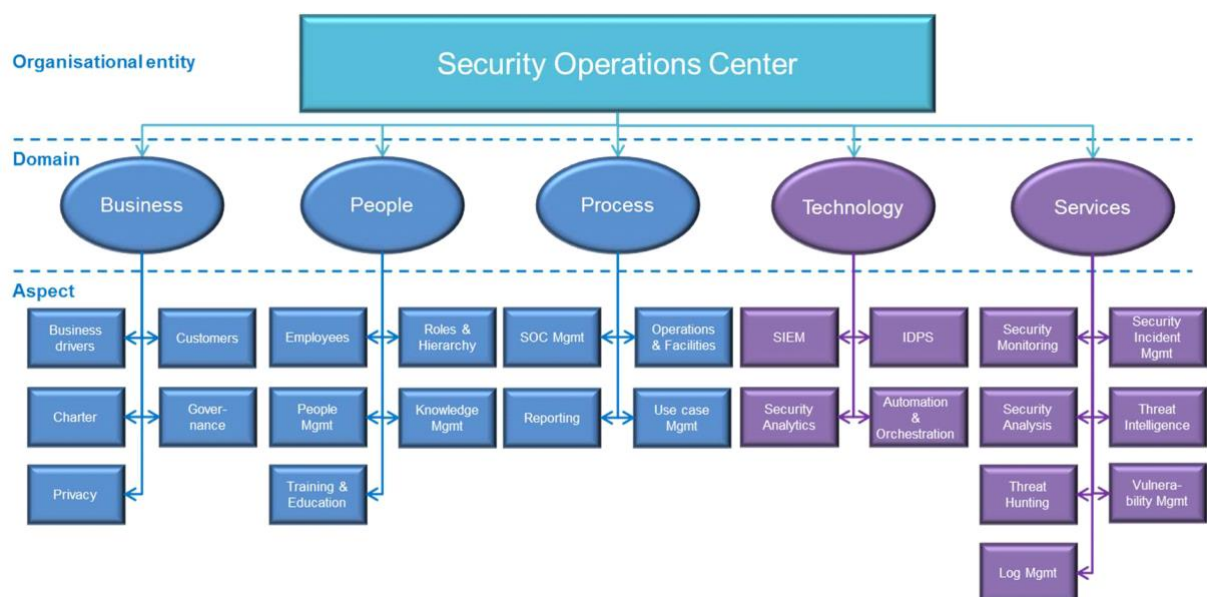 Organisational entity
Security Operations Center
Domain
Business
People
Process
Technology
Services
Aspect
Business
drivers
Customers
Charter
Gover-
nance
Privacy
Employees
Roles &
Hierarchy
People
Mgmt
Knowledge
Mgmt
Training &
Education
SOC Mgmt
Operations
& Facilities
Reporting
Use case
Mgmt
SIEM
IDPS
Security
Analytics
Automation
&
Orchestration
Security
Monitoring
Security
Incident
Mgmt
Security
Analysis
Threat
Intelligence
Threat
Hunting
Vulnera-
bility Mgmt
Log Mgmt